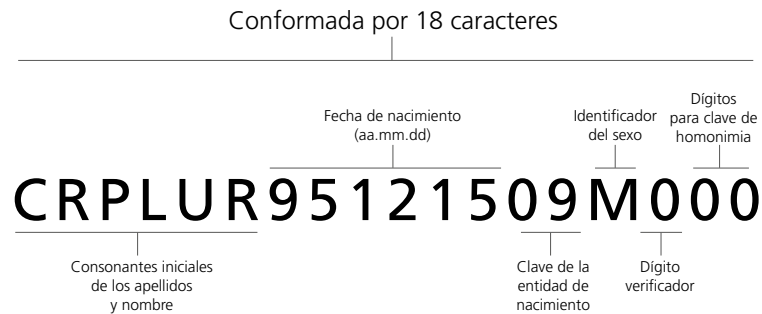 Conformada por 18 caracteres
Fecha de nacimiento
(aa.mm.dd)
Identificador
del sexo
Dígitos
para clave de
homonimia
CRPLUR95121509M000
Consonantes iniciales
de los apellidos
y nombre
Clave de la
entidad de
nacimiento
Dígito
verificador